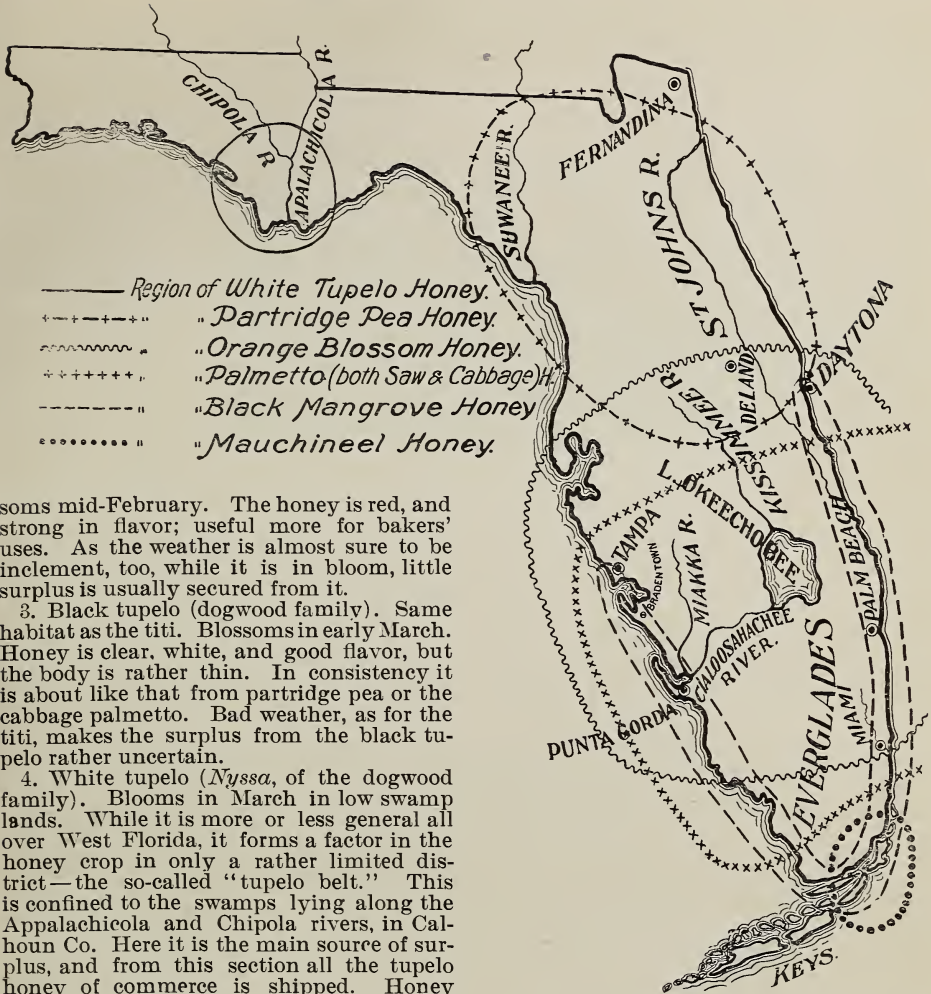 CHIPOLA R
APALACHICOLA R.
SUWANEE R.
FERNANDINA
ST JOHNS R.
DAYTONA
DELAND
KISSIMMEE R
L. OKEECHOBEE
TAMPA
BRADENTOWN
MIAKKA R.
CALOOSAHACHEE
RIVER.
PUNTA GORDA
PALM BEACH
EVERGLADES
MIAMI
KEYS.
Region of White Tupelo Honey.
" " Partridge Pea Honey.
" " Orange Blossom Honey.
" " Palmetto (both Saw & Cabbage) H.
" " Black Mangrove Honey
" " Mauchineel Honey.
soms mid-February. The honey is red, and
strong in flavor; useful more for bakers'
uses. As the weather is almost sure to be
inclement, too, while it is in bloom, little
surplus is usually secured from it.
3. Black tupelo (dogwood family). Same
habitat as the titi. Blossoms in early March.
Honey is clear, white, and good flavor, but
the body is rather thin. In consistency it
is about like that from partridge pea or the
cabbage palmetto. Bad weather, as for the
titi, makes the surplus from the black tu-
pelo rather uncertain.
4. White tupelo (Nyssa, of the dogwood
family). Blooms in March in low swamp
lands. While it is more or less general all
over West Florida, it forms a factor in the
honey crop in only a rather limited dis-
trict—the so-called "tupelo belt." This
is confined to the swamps lying along the
Appalachicola and Chipola rivers, in Cal-
houn Co. Here it is the main source of sur-
plus, and from this section all the tupelo
honey of commerce is shipped. Honey